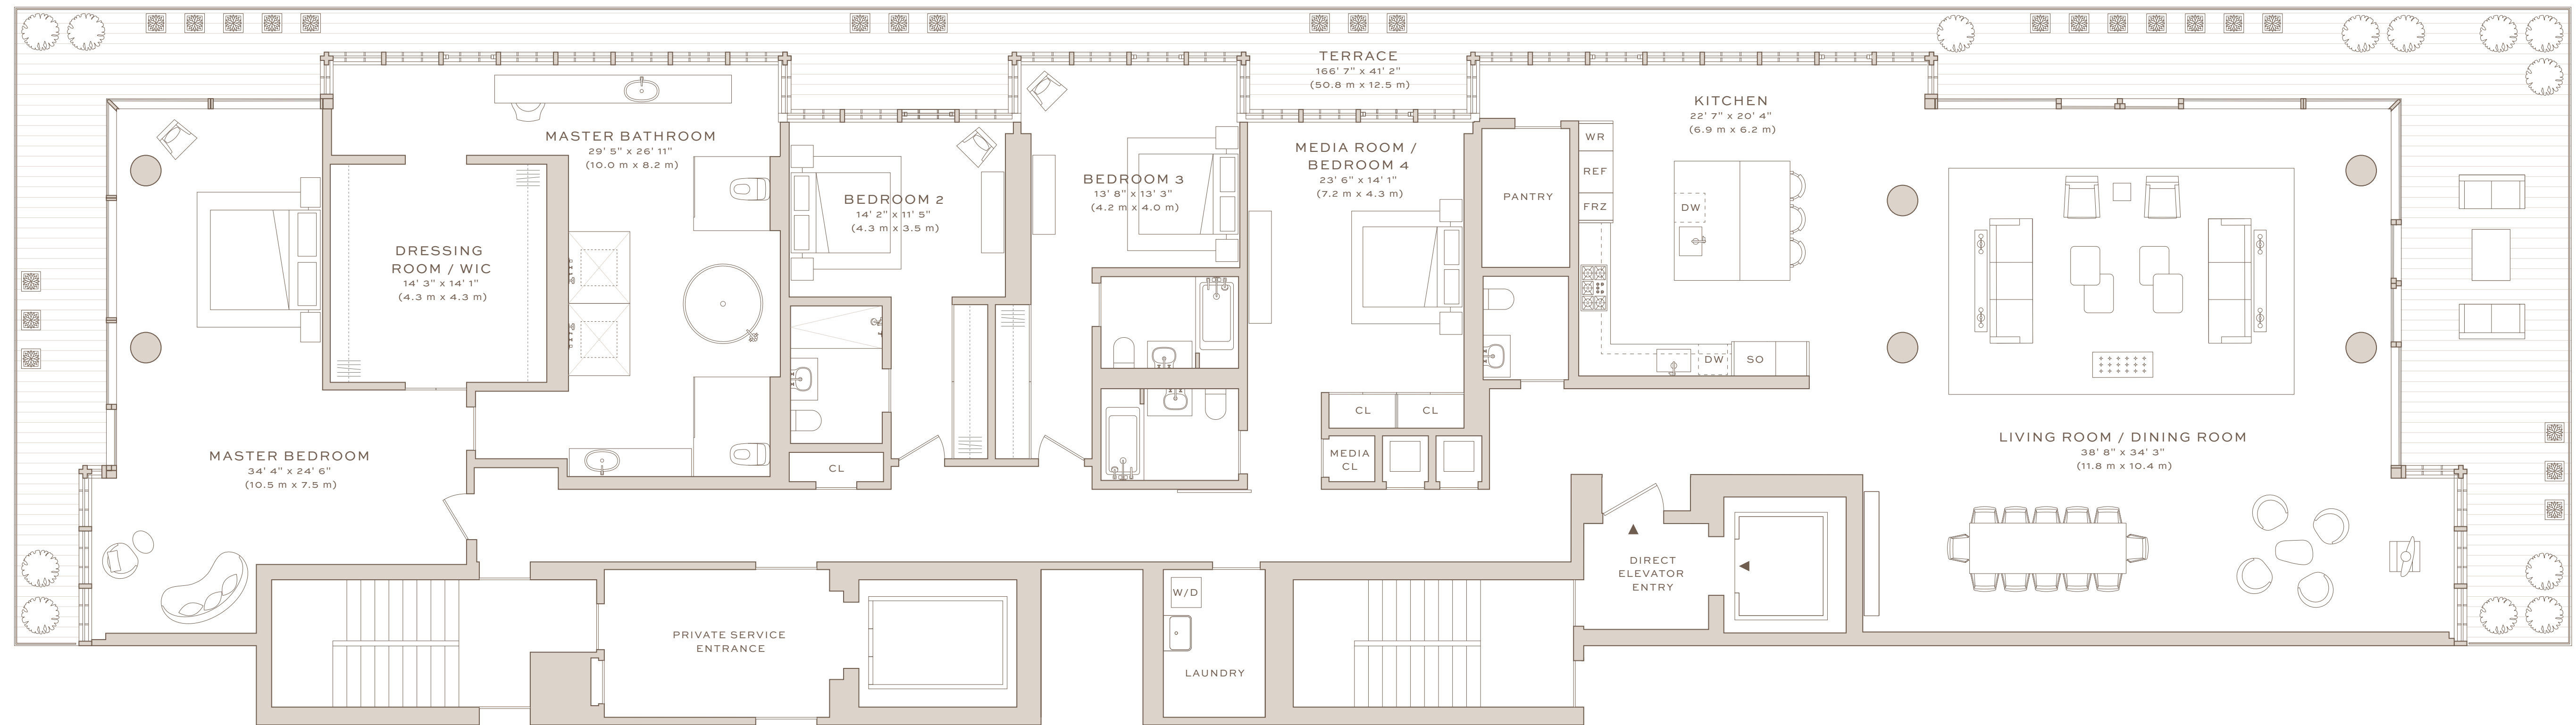 TERRACE
166' 7" x 41' 2"
(50.8 m x 12.5 m)
KITCHEN
22' 7" x 20' 4"
(6.9 m x 6.2 m)
MASTER BATHROOM
29' 5" x 26' 11"
(10.0 m x 8.2 m)
MEDIA ROOM /
BEDROOM 4
23' 6" x 14' 1"
(7.2 m x 4.3 m)
WR
REF
FRZ
PANTRY
DW
BEDROOM 2
14' 2" x 11' 5"
(4.3 m x 3.5 m)
BEDROOM 3
13' 8" x 13' 3"
(4.2 m x 4.0 m)
DRESSING
ROOM / WIC
14' 3" x 14' 1"
(4.3 m x 4.3 m)
DW
SO
CL
CL
MEDIA
CL
CL
MASTER BEDROOM
34' 4" x 24' 6"
(10.5 m x 7.5 m)
LIVING ROOM / DINING ROOM
38' 8" x 34' 3"
(11.8 m x 10.4 m)
DIRECT
ELEVATOR
ENTRY
W/D
LAUNDRY
PRIVATE SERVICE
ENTRANCE